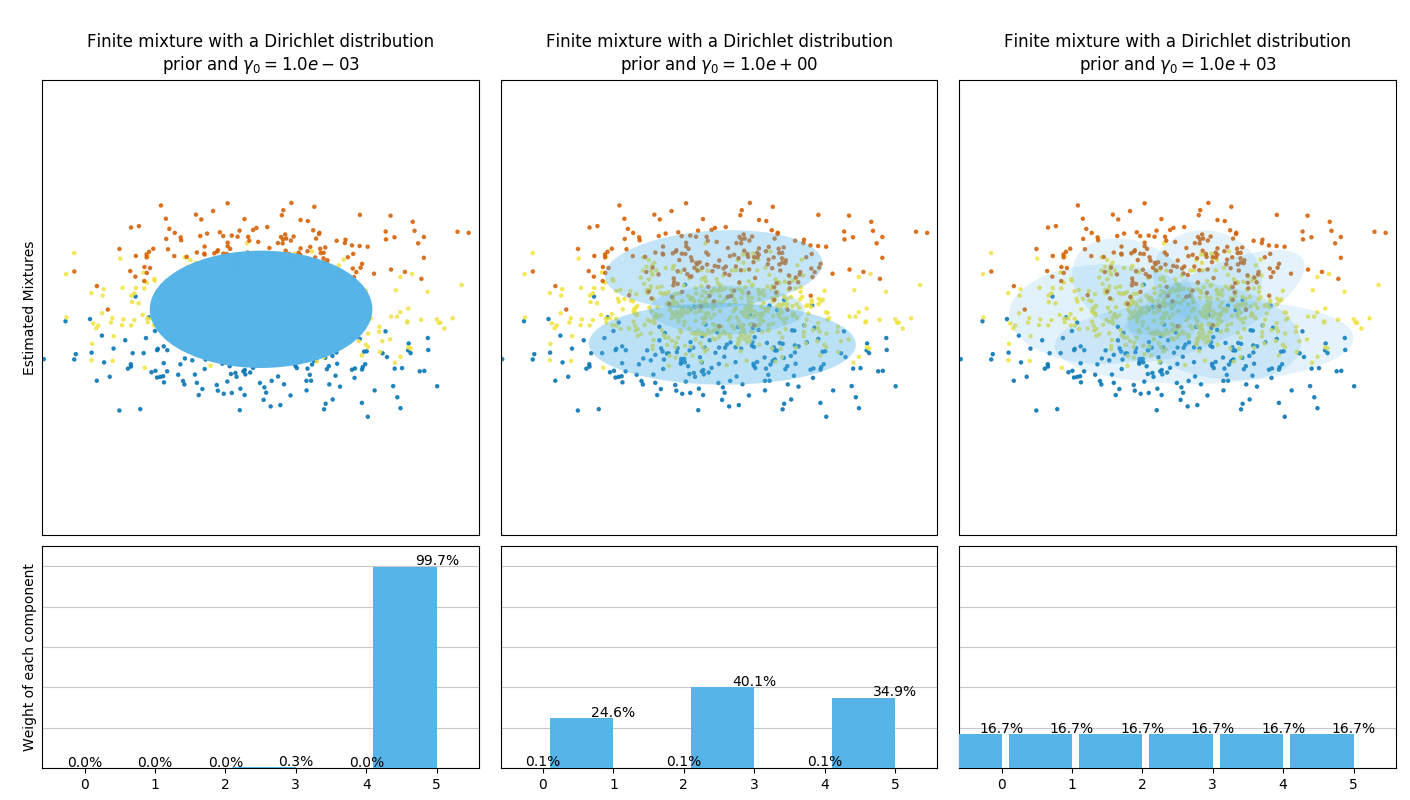 Finite mixture with a Dirichlet distribution
prior and γ₀ = 1.0e − 03
Finite mixture with a Dirichlet distribution
prior and γ₀ = 1.0e + 00
Finite mixture with a Dirichlet distribution
prior and γ₀ = 1.0e + 03
Estimated Mixtures
Weight of each component
0.0%
0.0%
0.0%
0.3%
0.0%
99.7%
0 1 2 3 4 5
0.1%
24.6%
0.1%
40.1%
0.1%
34.9%
0 1 2 3 4 5
16.7%
16.7%
16.7%
16.7%
16.7%
16.7%
0 1 2 3 4 5